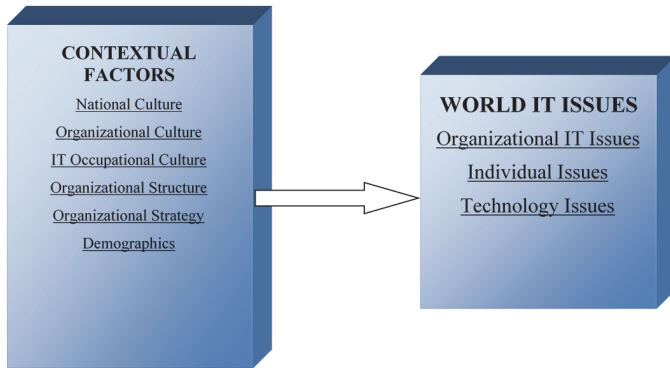 CONTEXTUAL
FACTORS
National Culture
Organizational Culture
IT Occupational Culture
Organizational Structure
Organizational Strategy
Demographics
WORLD IT ISSUES
Organizational IT Issues
Individual Issues
Technology Issues